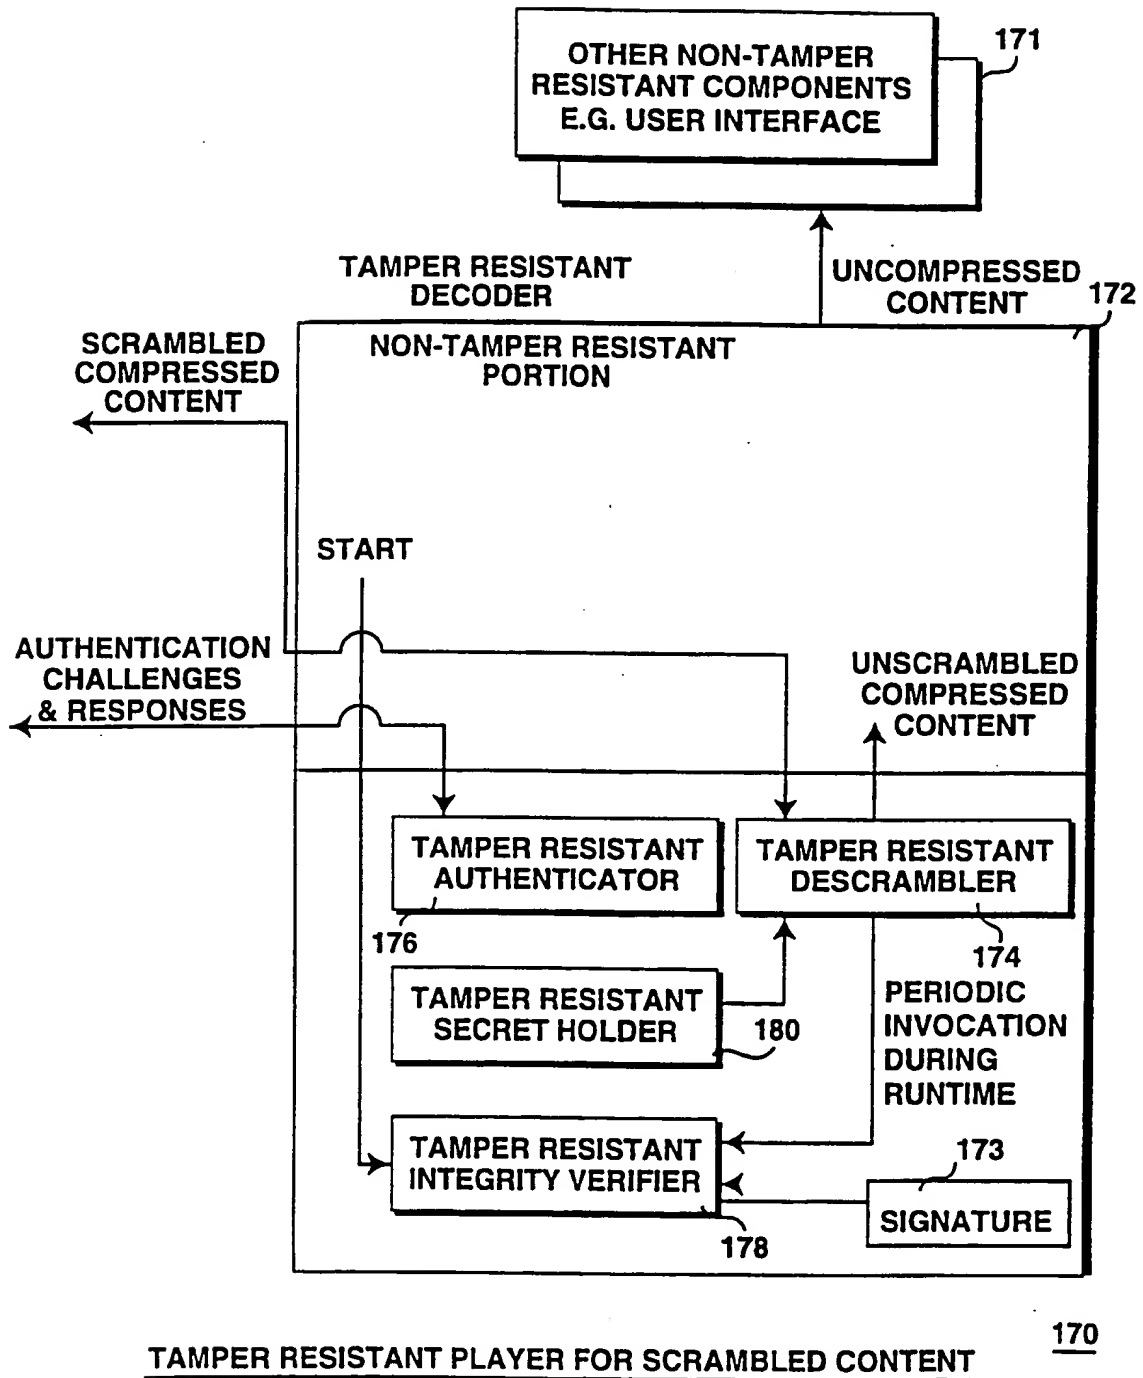 OTHER NON-TAMPER
RESISTANT COMPONENTS
E.G. USER INTERFACE
171
TAMPER RESISTANT
DECODER
UNCOMPRESSED
CONTENT
172
SCRAMBLED
COMPRESSED
CONTENT
NON-TAMPER RESISTANT
PORTION
START
AUTHENTICATION
CHALLENGES
& RESPONSES
UNSCRAMBLED
COMPRESSED
CONTENT
TAMPER RESISTANT
AUTHENTICATOR
176
TAMPER RESISTANT
DESCRAMBLER
174
TAMPER RESISTANT
SECRET HOLDER
180
PERIODIC
INVOCATION
DURING
RUNTIME
TAMPER RESISTANT
INTEGRITY VERIFIER
178
173
SIGNATURE
170
TAMPER RESISTANT PLAYER FOR SCRAMBLED CONTENT